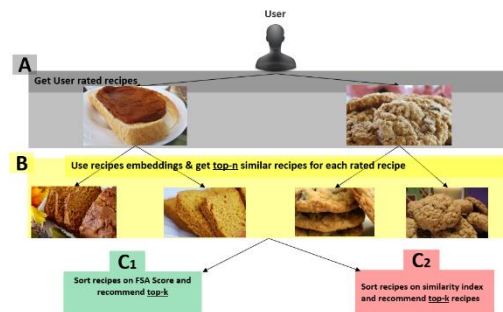 User
A
Get User rated recipes
B
Use recipes embeddings & get top-n similar recipes for each rated recipe
C1
Sort recipes on FSA Score and
recommend top-k
C2
Sort recipes on similarity index
and recommend top-k recipes